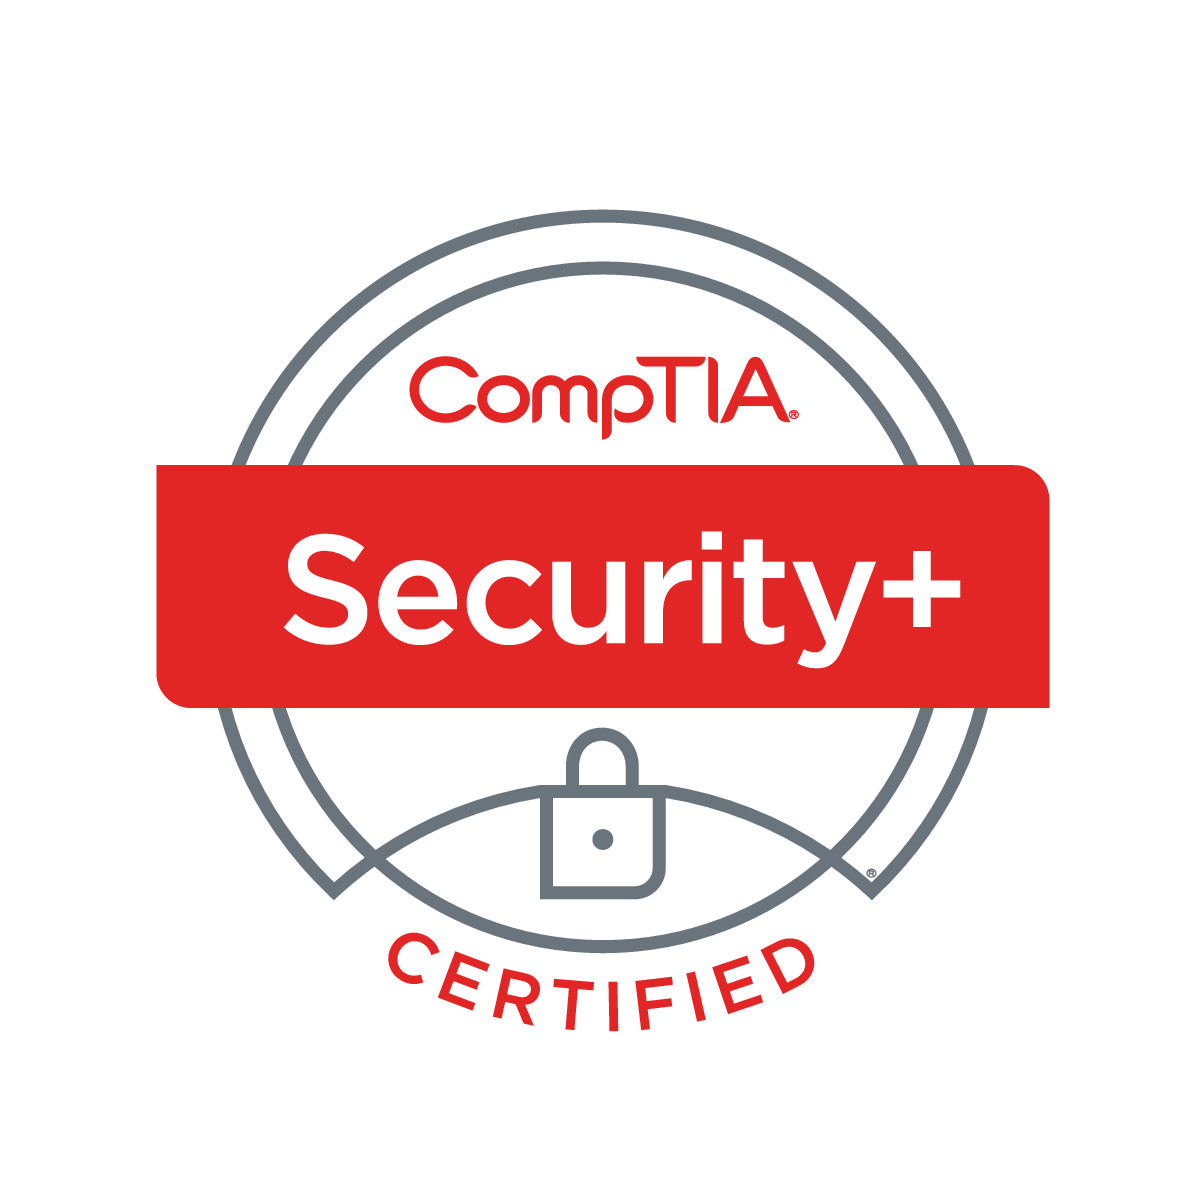 CompTIA®
Security+
®
CERTIFIED